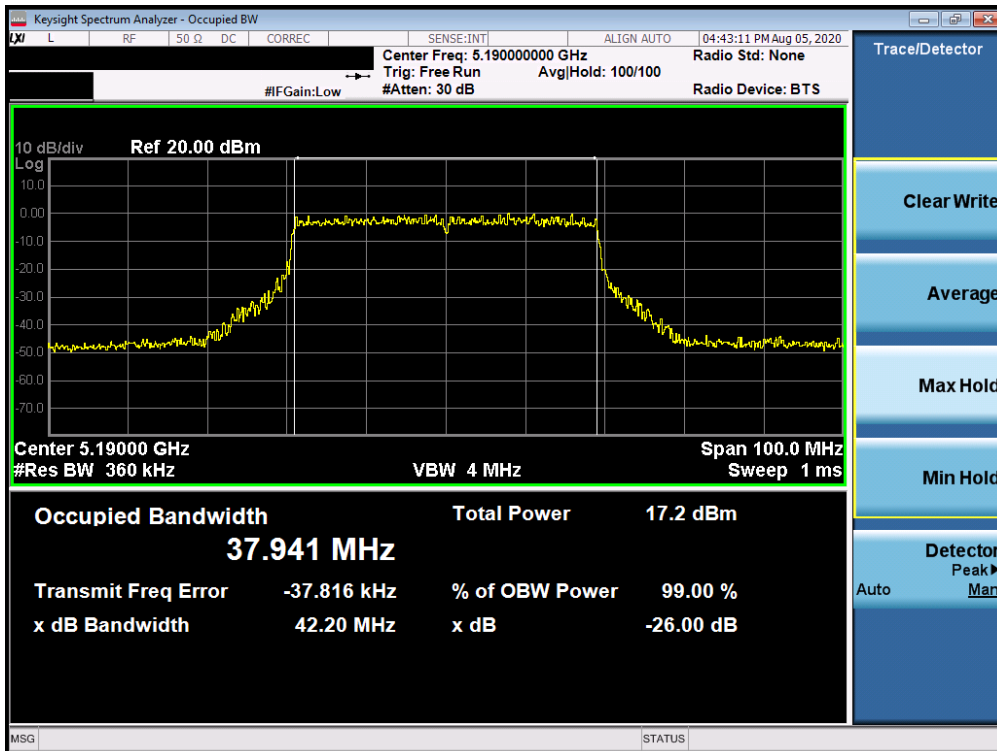 Keysight Spectrum Analyzer - Occupied BW
LXI L RF 50 Ω DC CORREC SENSE:INT ALIGN AUTO 04:43:11 PM Aug 05, 2020
Center Freq: 5.190000000 GHz Radio Std: None
Trig: Free Run Avg|Hold: 100/100
#IFGain:Low #Atten: 30 dB Radio Device: BTS
Trace/Detector
10 dB/div Ref 20.00 dBm
Log
10.0
0.00
-10.0
-20.0
-30.0
-40.0
-50.0
-60.0
-70.0
Center 5.19000 GHz Span 100.0 MHz
#Res BW 360 kHz VBW 4 MHz Sweep 1 ms
Occupied Bandwidth Total Power 17.2 dBm
37.941 MHz
Transmit Freq Error -37.816 kHz % of OBW Power 99.00 %
x dB Bandwidth 42.20 MHz x dB -26.00 dB
Clear Write
Average
Max Hold
Min Hold
Detector
Peak▶
Auto Man
MSG STATUS